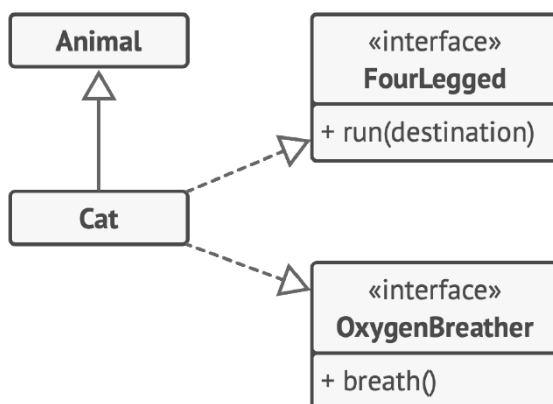 Animal
Cat
«interface»
FourLegged
+ run(destination)
«interface»
OxygenBreather
+ breath()